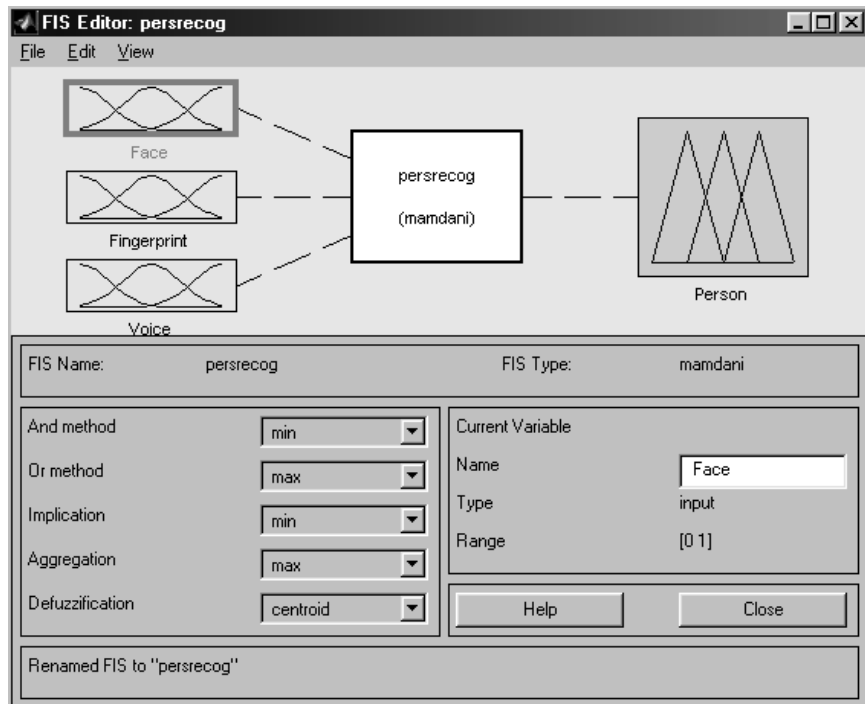 FIS Editor: persrecog
File Edit View
Face
Fingerprint
Voice
persrecog
(mamdani)
Person
FIS Name: persrecog FIS Type: mamdani
And method min
Or method max
Implication min
Aggregation max
Defuzzification centroid
Current Variable
Name Face
Type input
Range [0 1]
Help Close
Renamed FIS to "persrecog"